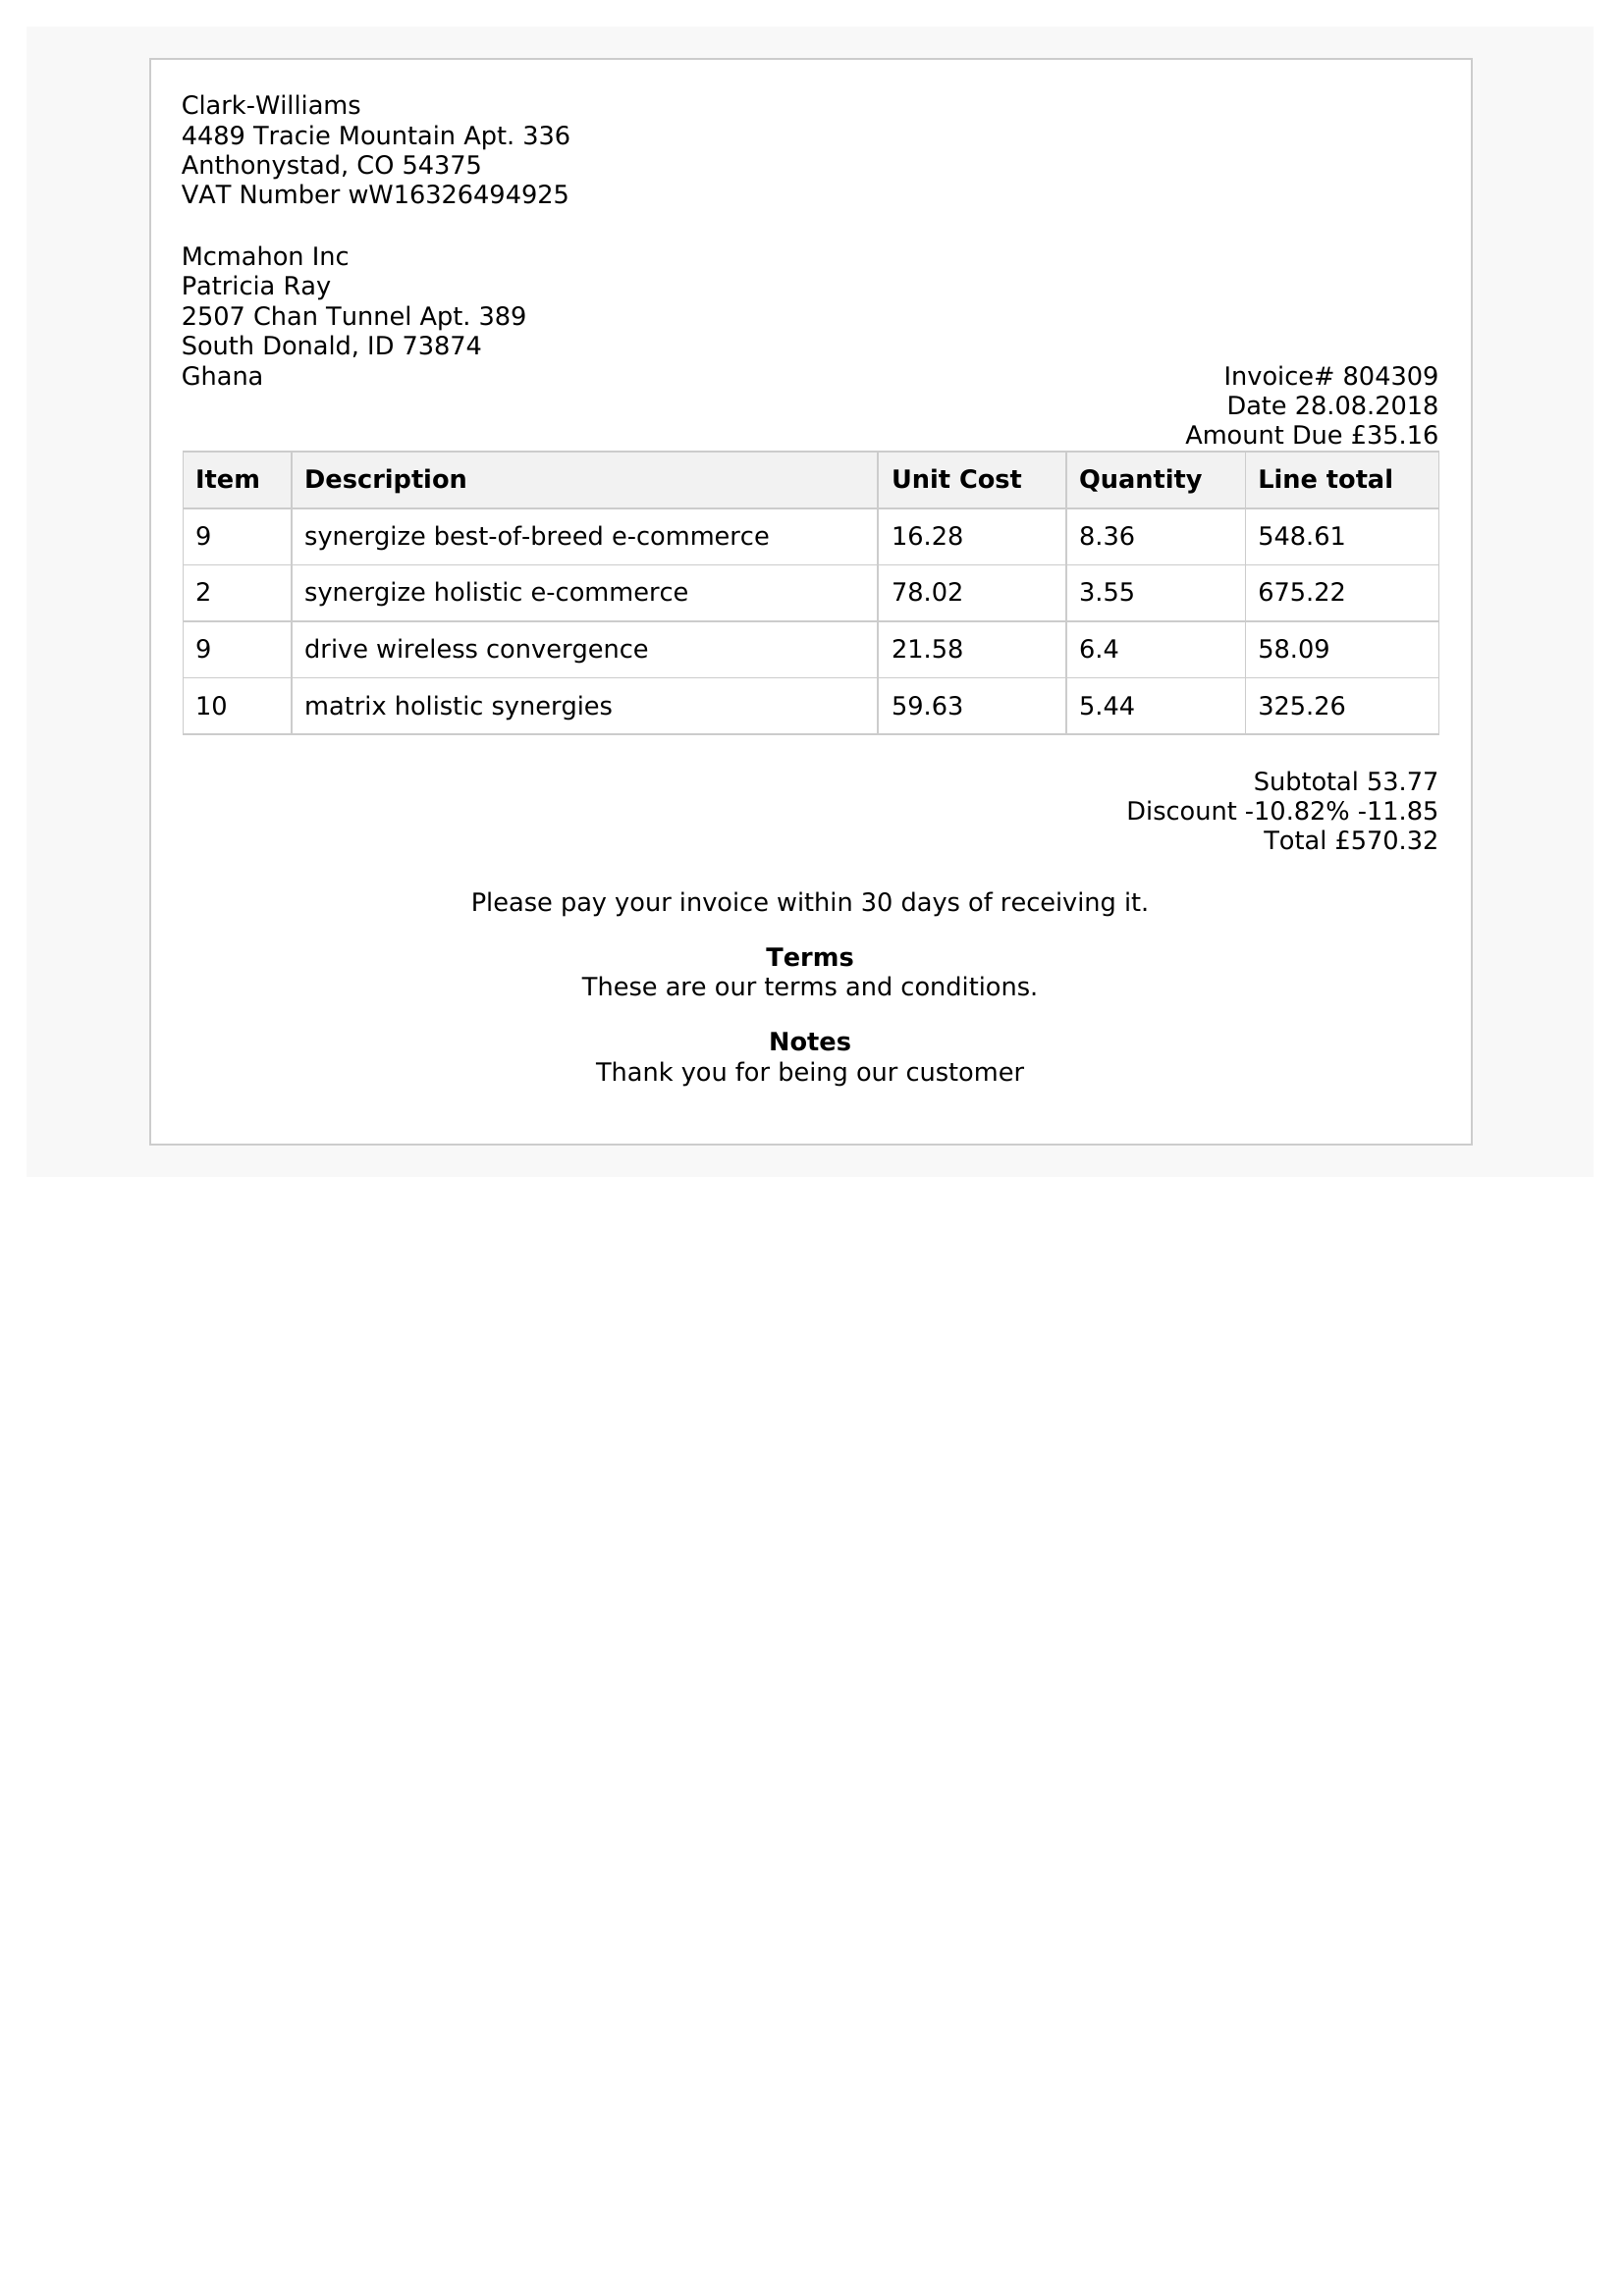 Clark-Williams
4489 Tracie Mountain Apt. 336
Anthonystad, CO 54375
VAT Number wW16326494925
Mcmahon Inc
Patricia Ray
2507 Chan Tunnel Apt. 389
South Donald, ID 73874
Ghana
Invoice# 804309
Date 28.08.2018
Amount Due £35.16
Item Description Unit Cost Quantity Line total
9 synergize best-of-breed e-commerce 16.28 8.36 548.61
2 synergize holistic e-commerce 78.02 3.55 675.22
9 drive wireless convergence 21.58 6.4 58.09
10 matrix holistic synergies 59.63 5.44 325.26
Subtotal 53.77
Discount -10.82% -11.85
Total £570.32
Please pay your invoice within 30 days of receiving it.
Terms
These are our terms and conditions.
Notes
Thank you for being our customer